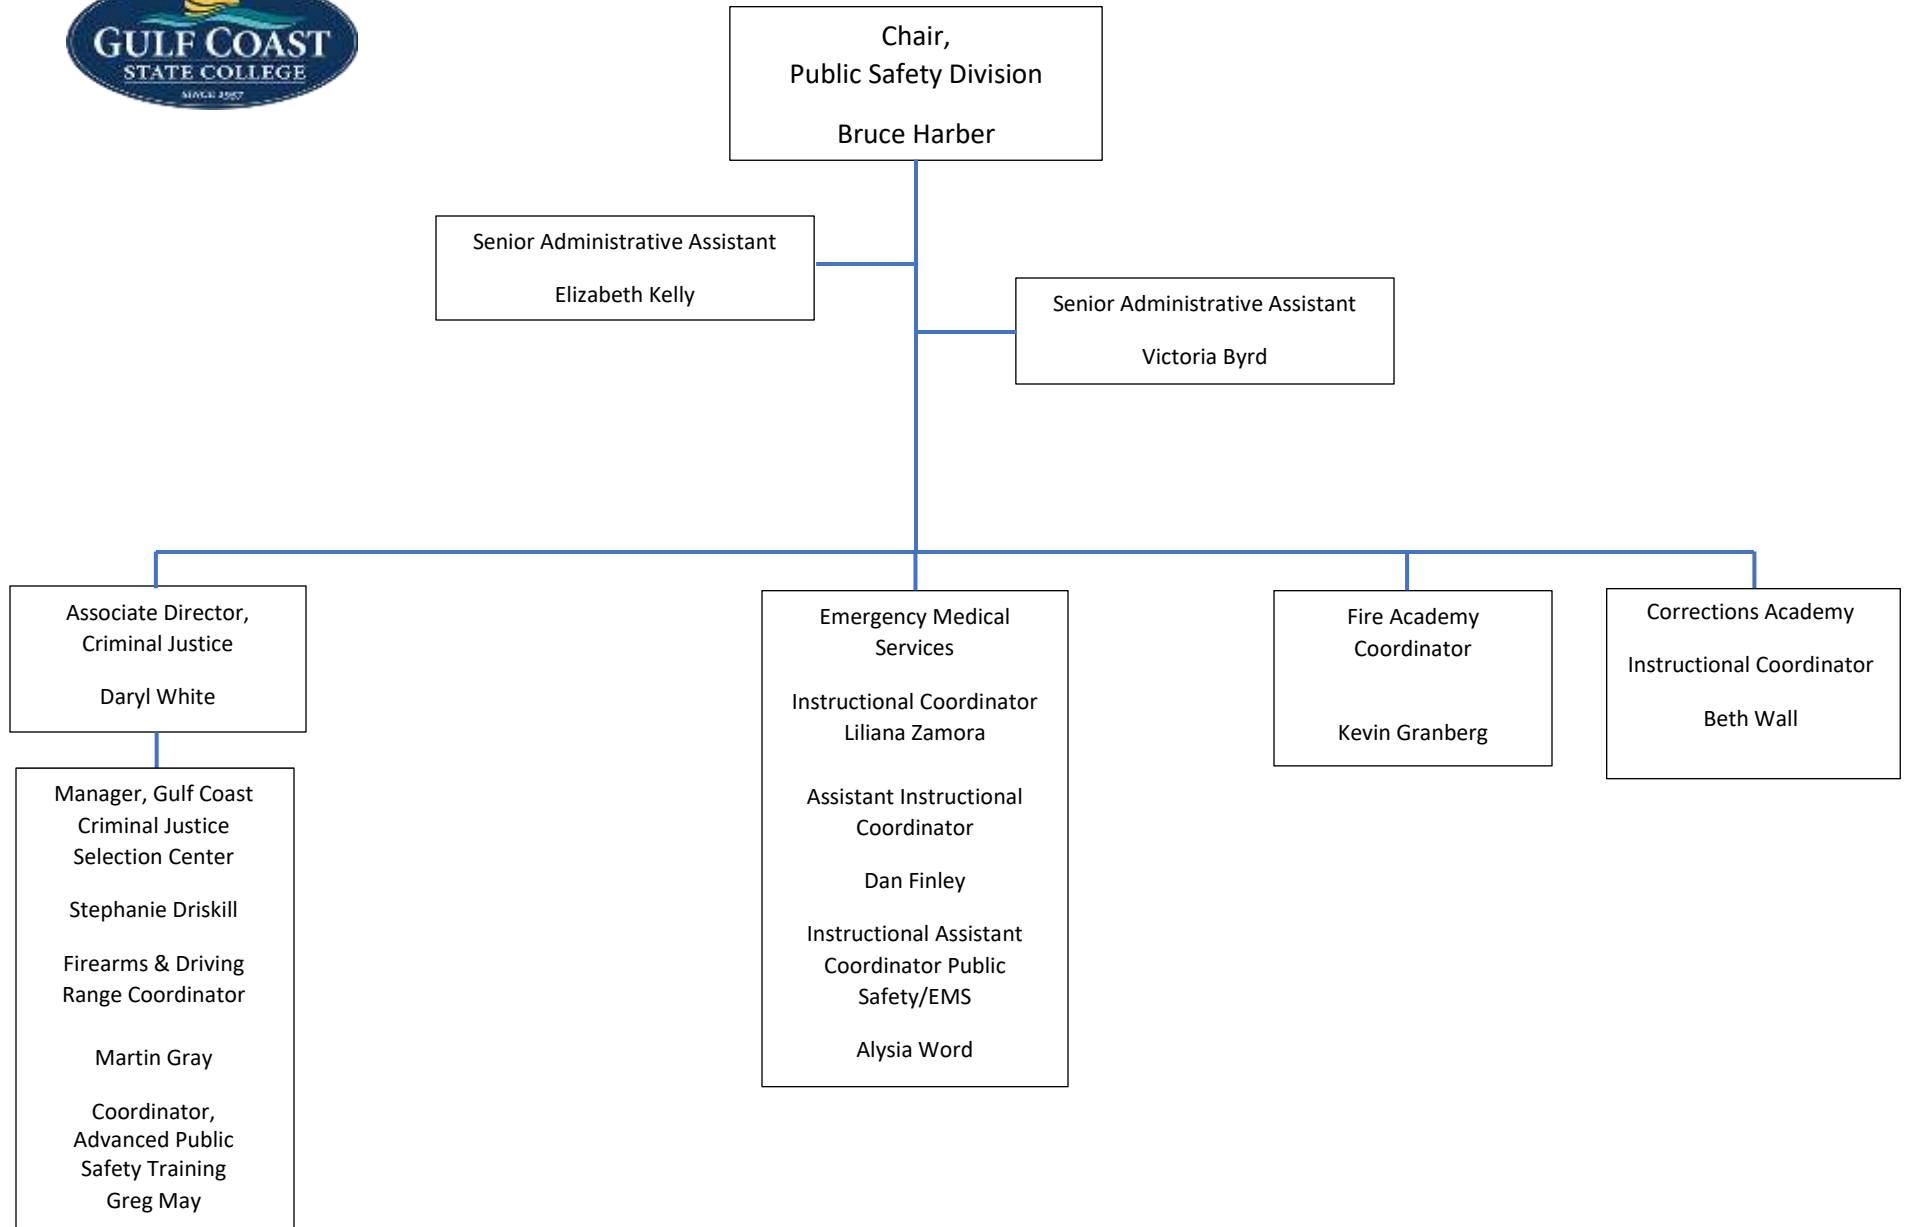 GULF COAST
STATE COLLEGE
SINCE 1957
Chair,
Public Safety Division
Bruce Harber
Senior Administrative Assistant
Elizabeth Kelly
Senior Administrative Assistant
Victoria Byrd
Associate Director,
Criminal Justice
Daryl White
Manager, Gulf Coast
Criminal Justice
Selection Center
Stephanie Driskill
Firearms & Driving
Range Coordinator
Martin Gray
Coordinator,
Advanced Public
Safety Training
Greg May
Emergency Medical
Services
Instructional Coordinator
Liliana Zamora
Assistant Instructional
Coordinator
Dan Finley
Instructional Assistant
Coordinator Public
Safety/EMS
Alysia Word
Fire Academy
Coordinator
Kevin Granberg
Corrections Academy
Instructional Coordinator
Beth Wall